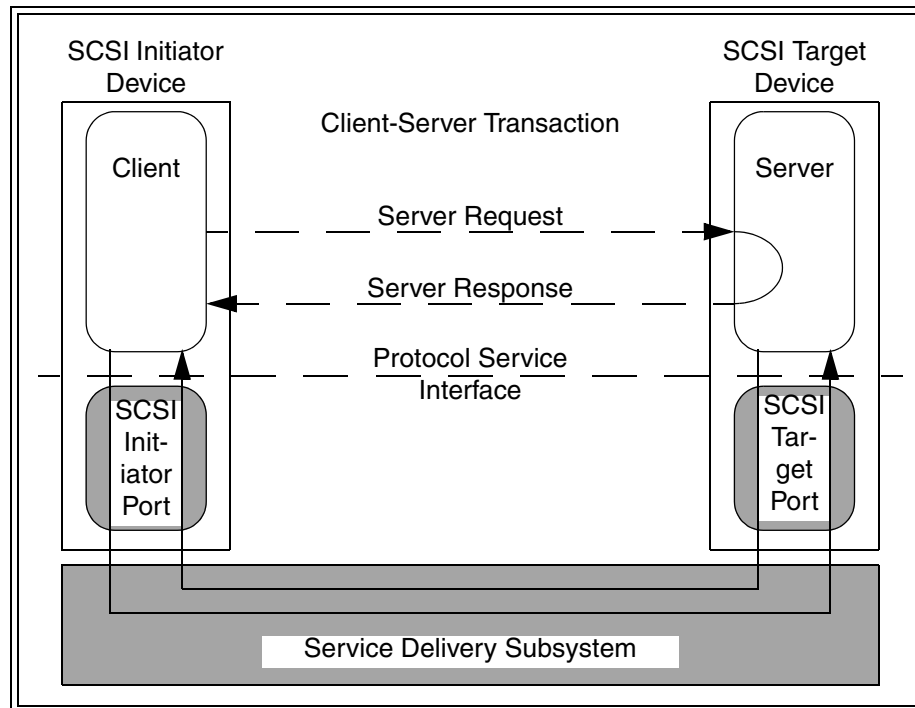 SCSI Initiator
Device
SCSI Target
Device
Client-Server Transaction
Client
Server
Server Request
Server Response
Protocol Service
Interface
SCSI
Init-
iator
Port
SCSI
Tar-
get
Port
Service Delivery Subsystem